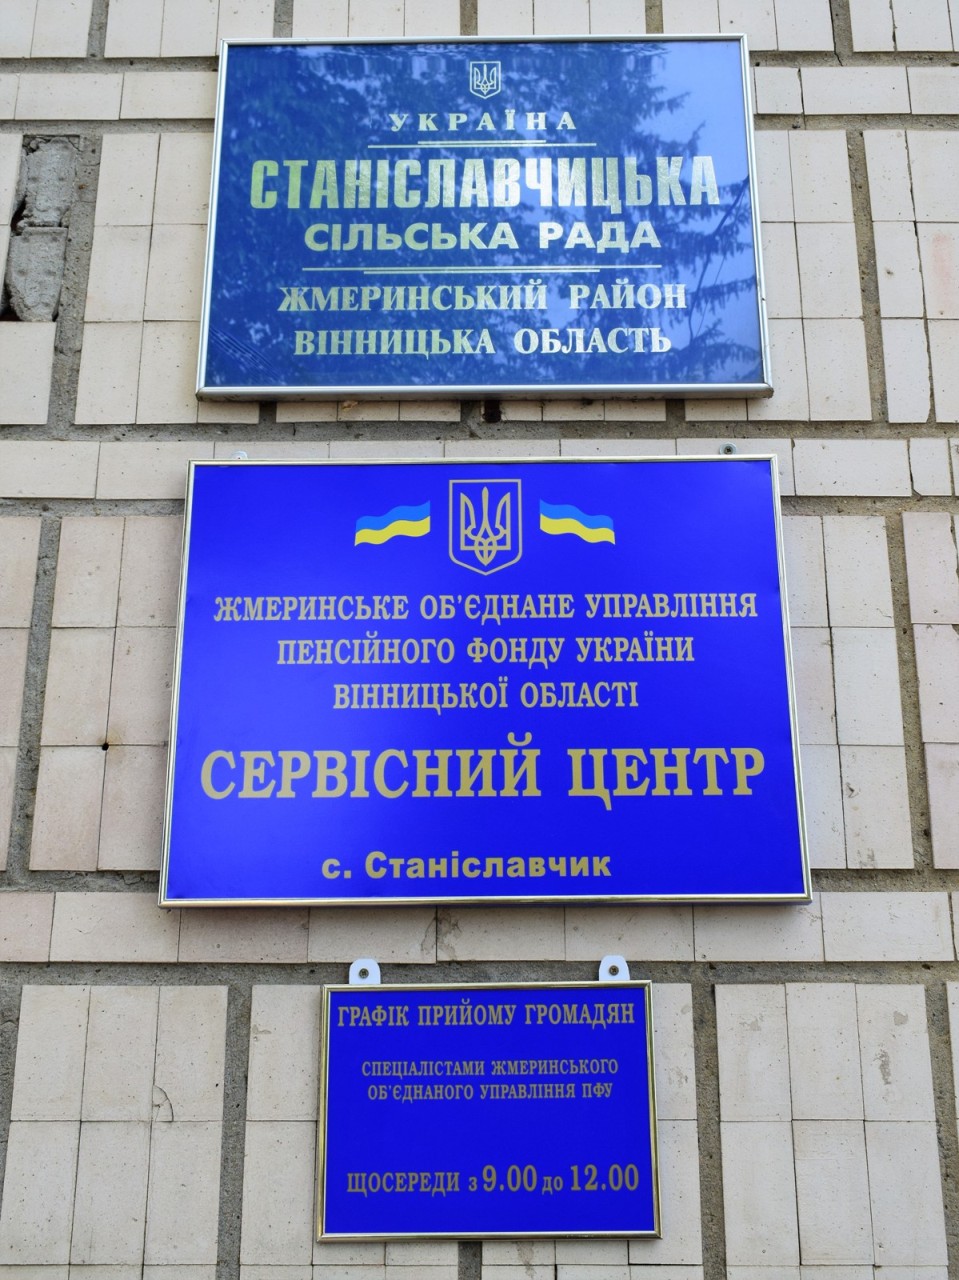 УКРАЇНА
СТАНІСЛАВЧИЦЬКА
СІЛЬСЬКА РАДА
ЖМЕРИНСЬКИЙ РАЙОН
ВІННИЦЬКА ОБЛАСТЬ
ЖМЕРИНСЬКЕ ОБ'ЄДНАНЕ УПРАВЛІННЯ
ПЕНСІЙНОГО ФОНДУ УКРАЇНИ
ВІННИЦЬКОЇ ОБЛАСТІ
СЕРВІСНИЙ ЦЕНТР
с. Станіславчик
ГРАФІК ПРИЙОМУ ГРОМАДЯН
СПЕЦІАЛІСТАМИ ЖМЕРИНСЬКОГО
ОБ'ЄДНАНОГО УПРАВЛІННЯ ПФУ
ЩОСЕРЕДИ з 9.00 до 12.00